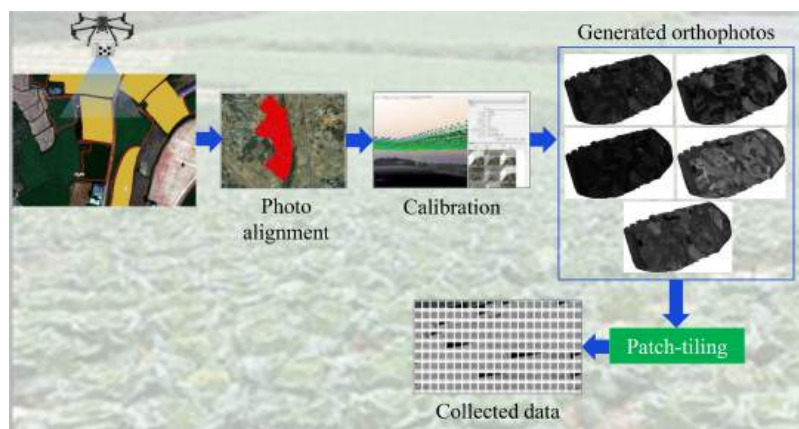 Generated orthophotos
Photo
alignment
Calibration
Patch-tiling
Collected data